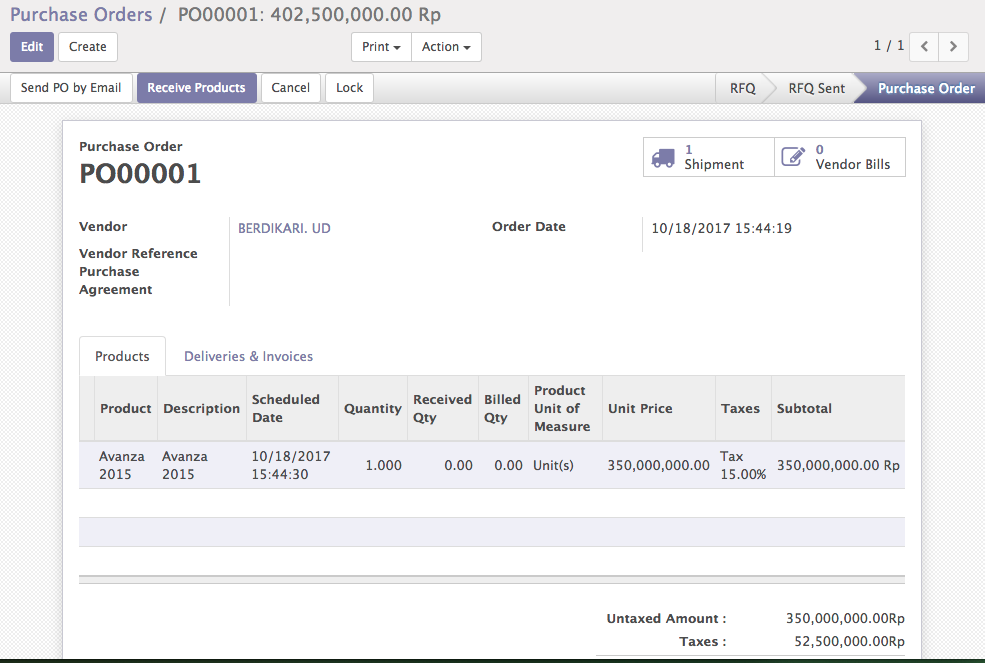 Purchase Orders / PO00001: 402,500,000.00 Rp
Edit Create Print Action 1 / 1
Send PO by Email Receive Products Cancel Lock RFQ RFQ Sent Purchase Order
Purchase Order
PO00001
1
Shipment
0
Vendor Bills
Vendor BERDIKARI. UD
Order Date 10/18/2017 15:44:19
Vendor Reference
Purchase
Agreement
Products Deliveries & Invoices
Product Description Scheduled Date Quantity Received Qty Billed Qty Product Unit of Measure Unit Price Taxes Subtotal
Avanza 2015 Avanza 2015 10/18/2017 15:44:30 1.000 0.00 0.00 Unit(s) 350,000,000.00 Tax 15.00% 350,000,000.00 Rp
Untaxed Amount : 350,000,000.00Rp
Taxes : 52,500,000.00Rp